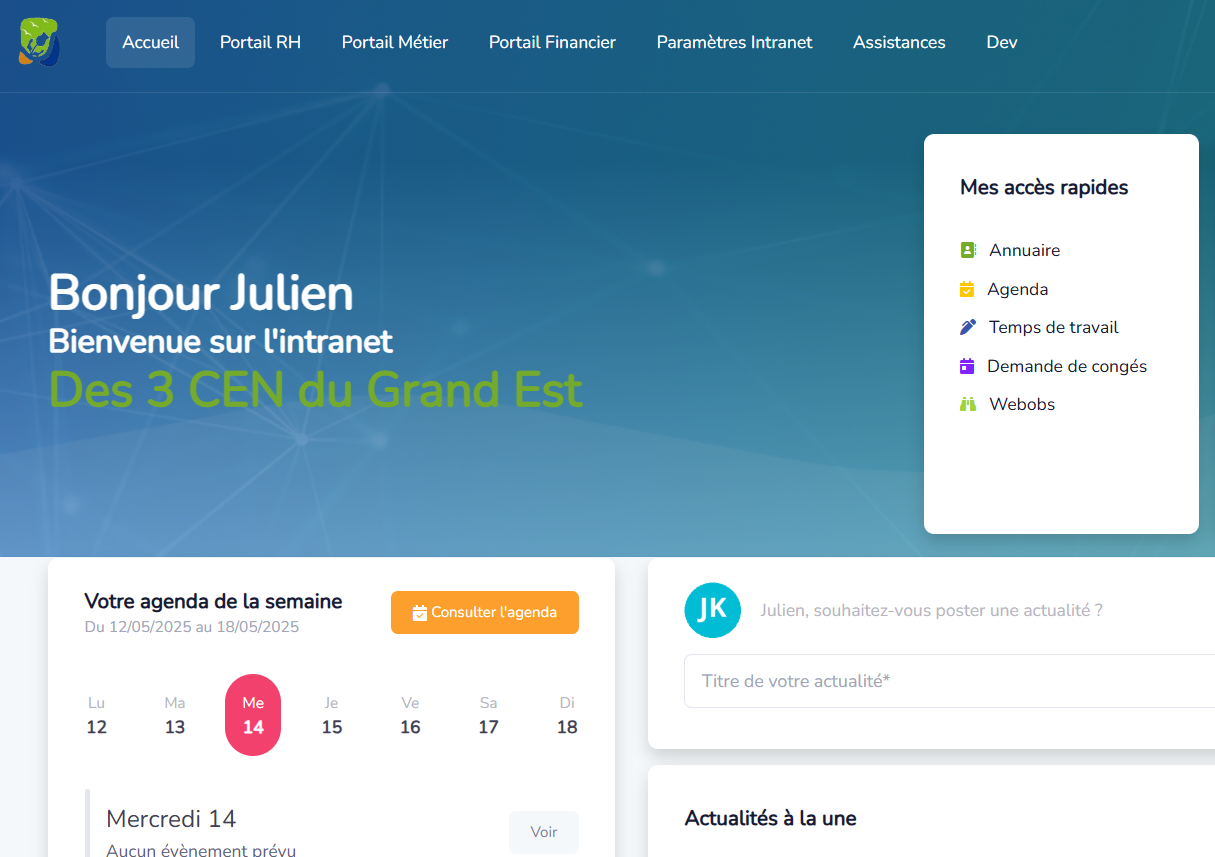 Accueil
Portail RH
Portail Métier
Portail Financier
Paramètres Intranet
Assistances
Dev
Bonjour Julien
Bienvenue sur l'intranet
Des 3 CEN du Grand Est
Mes accès rapides
Annuaire
Agenda
Temps de travail
Demande de congés
Webobs
Votre agenda de la semaine
Du 12/05/2025 au 18/05/2025
Consulter l'agenda
Lu Ma Me Je Ve Sa Di
12 13 14 15 16 17 18
Mercredi 14
Aucun évènement prévu
Voir
JK
Julien, souhaitez-vous poster une actualité ?
Titre de votre actualité*
Actualités à la une